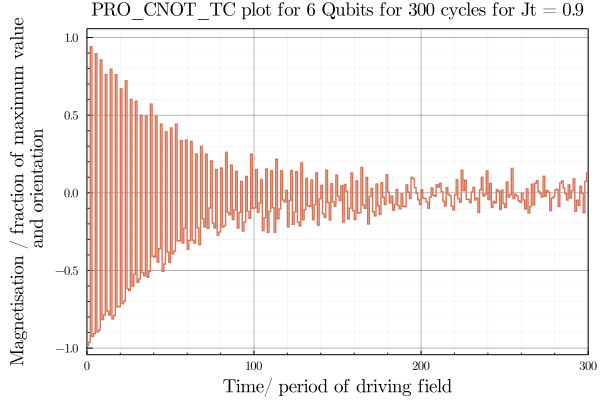 PRO_CNOT_TC plot for 6 Qubits for 300 cycles for Jt = 0.9
Magnetisation / fraction of maximum value
and orientation
1.0
0.5
0.0
−0.5
−1.0
0
100
200
300
Time/ period of driving field